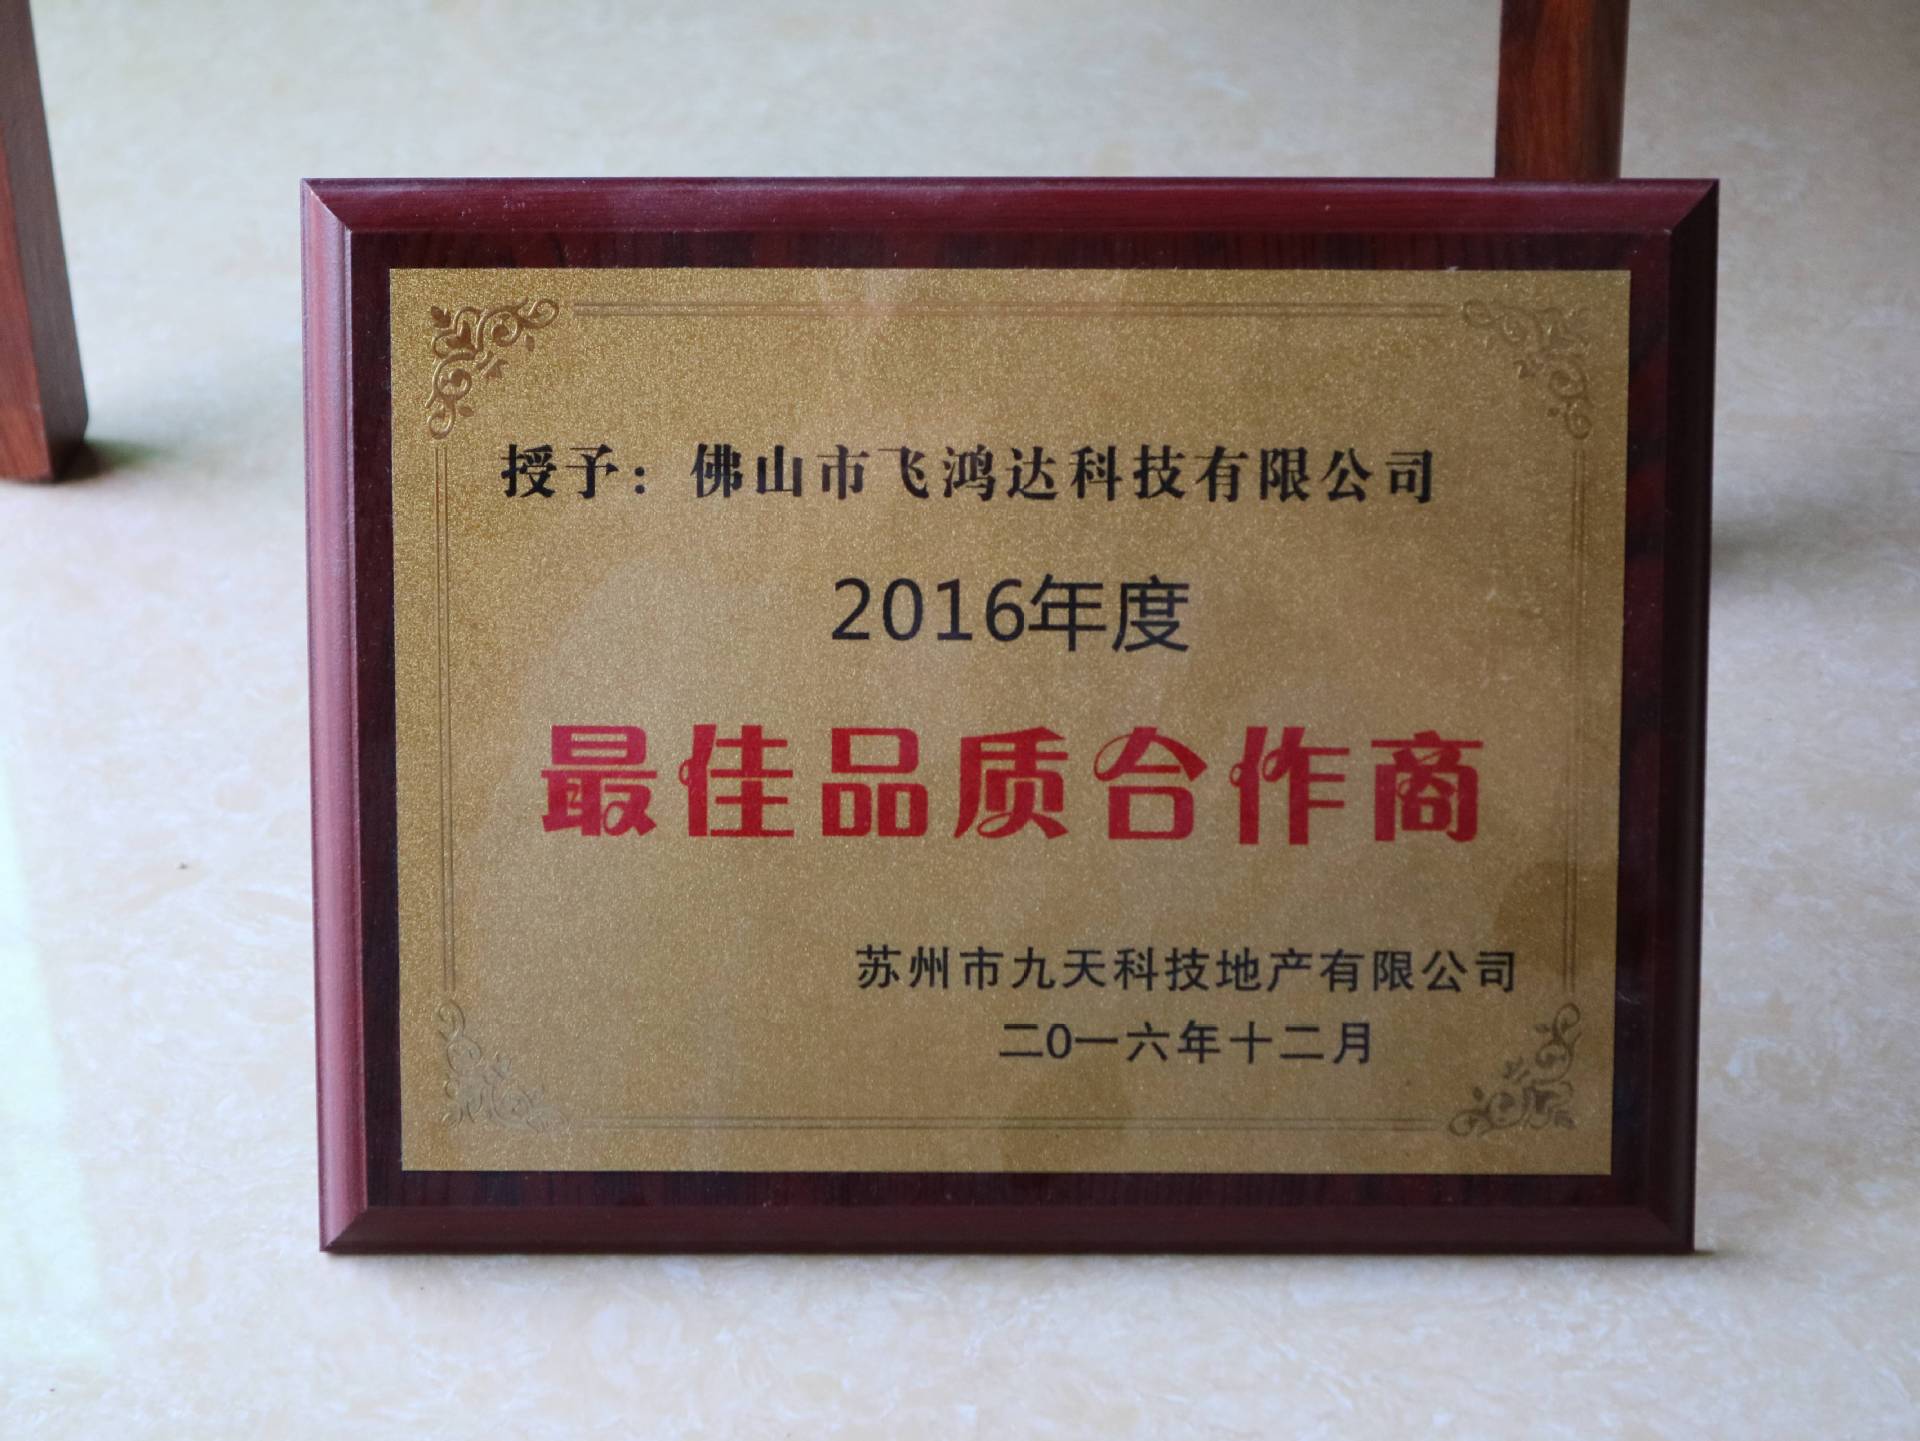 授予：佛山市飞鸿达科技有限公司
2016年度
最佳品质合作商
苏州市九天科技地产有限公司
二0一六年十二月